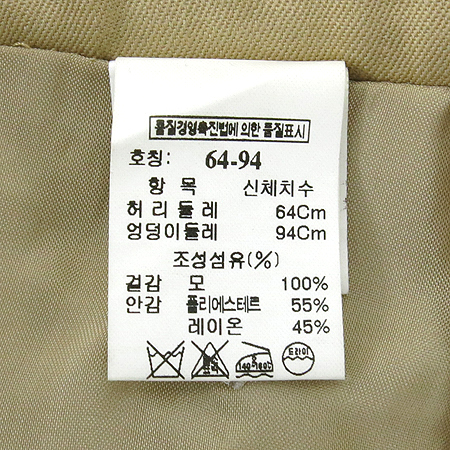 품질경영촉진법에 의한 품질표시
호칭: 64-94
항 목 신체치수
허리둘레 64Cm
엉덩이둘레 94Cm
조성섬유(%)
겉감 모 100%
안감 폴리에스테르 55%
레이온 45%
140-160℃ 드라이